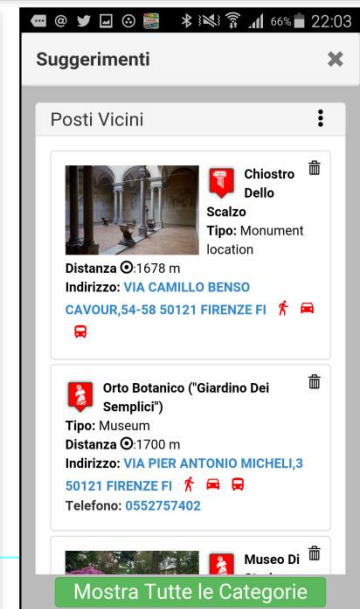 66% 22:03
Suggerimenti
Posti Vicini
Chiostro
Dello
Scalzo
Tipo: Monument
location
Distanza :1678 m
Indirizzo: VIA CAMILLO BENSO
CAVOUR,54-58 50121 FIRENZE FI
Orto Botanico ("Giardino Dei
Semplici")
Tipo: Museum
Distanza :1700 m
Indirizzo: VIA PIER ANTONIO MICHELI,3
50121 FIRENZE FI
Telefono: 0552757402
Museo Di
Mostra Tutte le Categorie